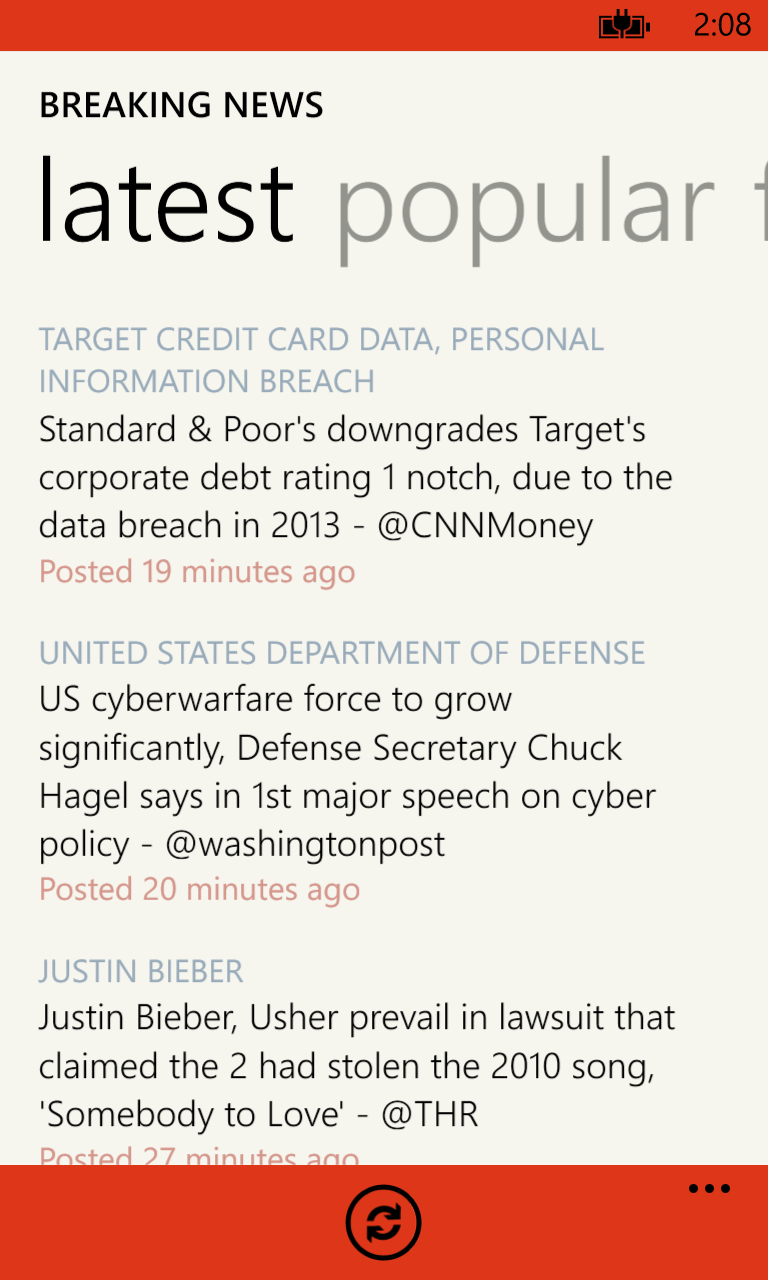 2:08
BREAKING NEWS
latest popular f
TARGET CREDIT CARD DATA, PERSONAL
INFORMATION BREACH
Standard & Poor's downgrades Target's
corporate debt rating 1 notch, due to the
data breach in 2013 - @CNNMoney
Posted 19 minutes ago
UNITED STATES DEPARTMENT OF DEFENSE
US cyberwarfare force to grow
significantly, Defense Secretary Chuck
Hagel says in 1st major speech on cyber
policy - @washingtonpost
Posted 20 minutes ago
JUSTIN BIEBER
Justin Bieber, Usher prevail in lawsuit that
claimed the 2 had stolen the 2010 song,
'Somebody to Love' - @THR
Posted 27 minutes ago